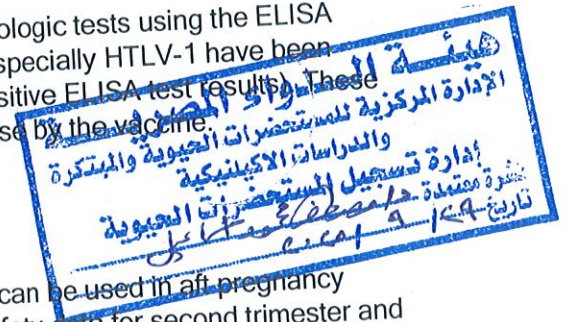 ologic tests using the ELISA
specially HTLV-1 have been
sitive ELISA test results). These
se by the vaccine.
هيئة الدواء المصرية
الإدارة المركزية للمستحضرات الحيوية والمبتكرة
والدراسات الاكلينيكية
إدارة تسجيل المستحضرات الحيوية
نشرة معتمدة
تاريخ ٢٩ / ٩ /
can be used in all pregnancy
for second trimester and